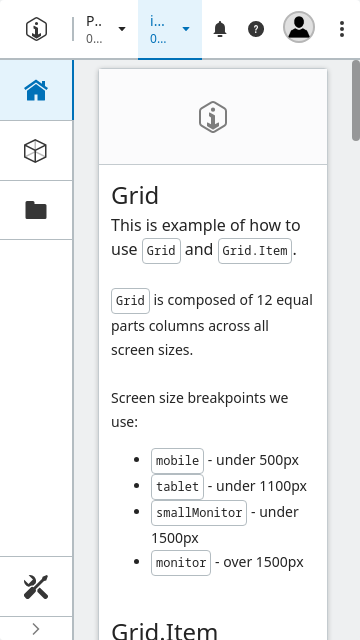 P..
0...
i...
0...
Grid
This is example of how to
use Grid and Grid.Item.
Grid is composed of 12 equal
parts columns across all
screen sizes.
Screen size breakpoints we
use:
mobile - under 500px
tablet - under 1100px
smallMonitor - under
1500px
monitor - over 1500px
Grid.Item